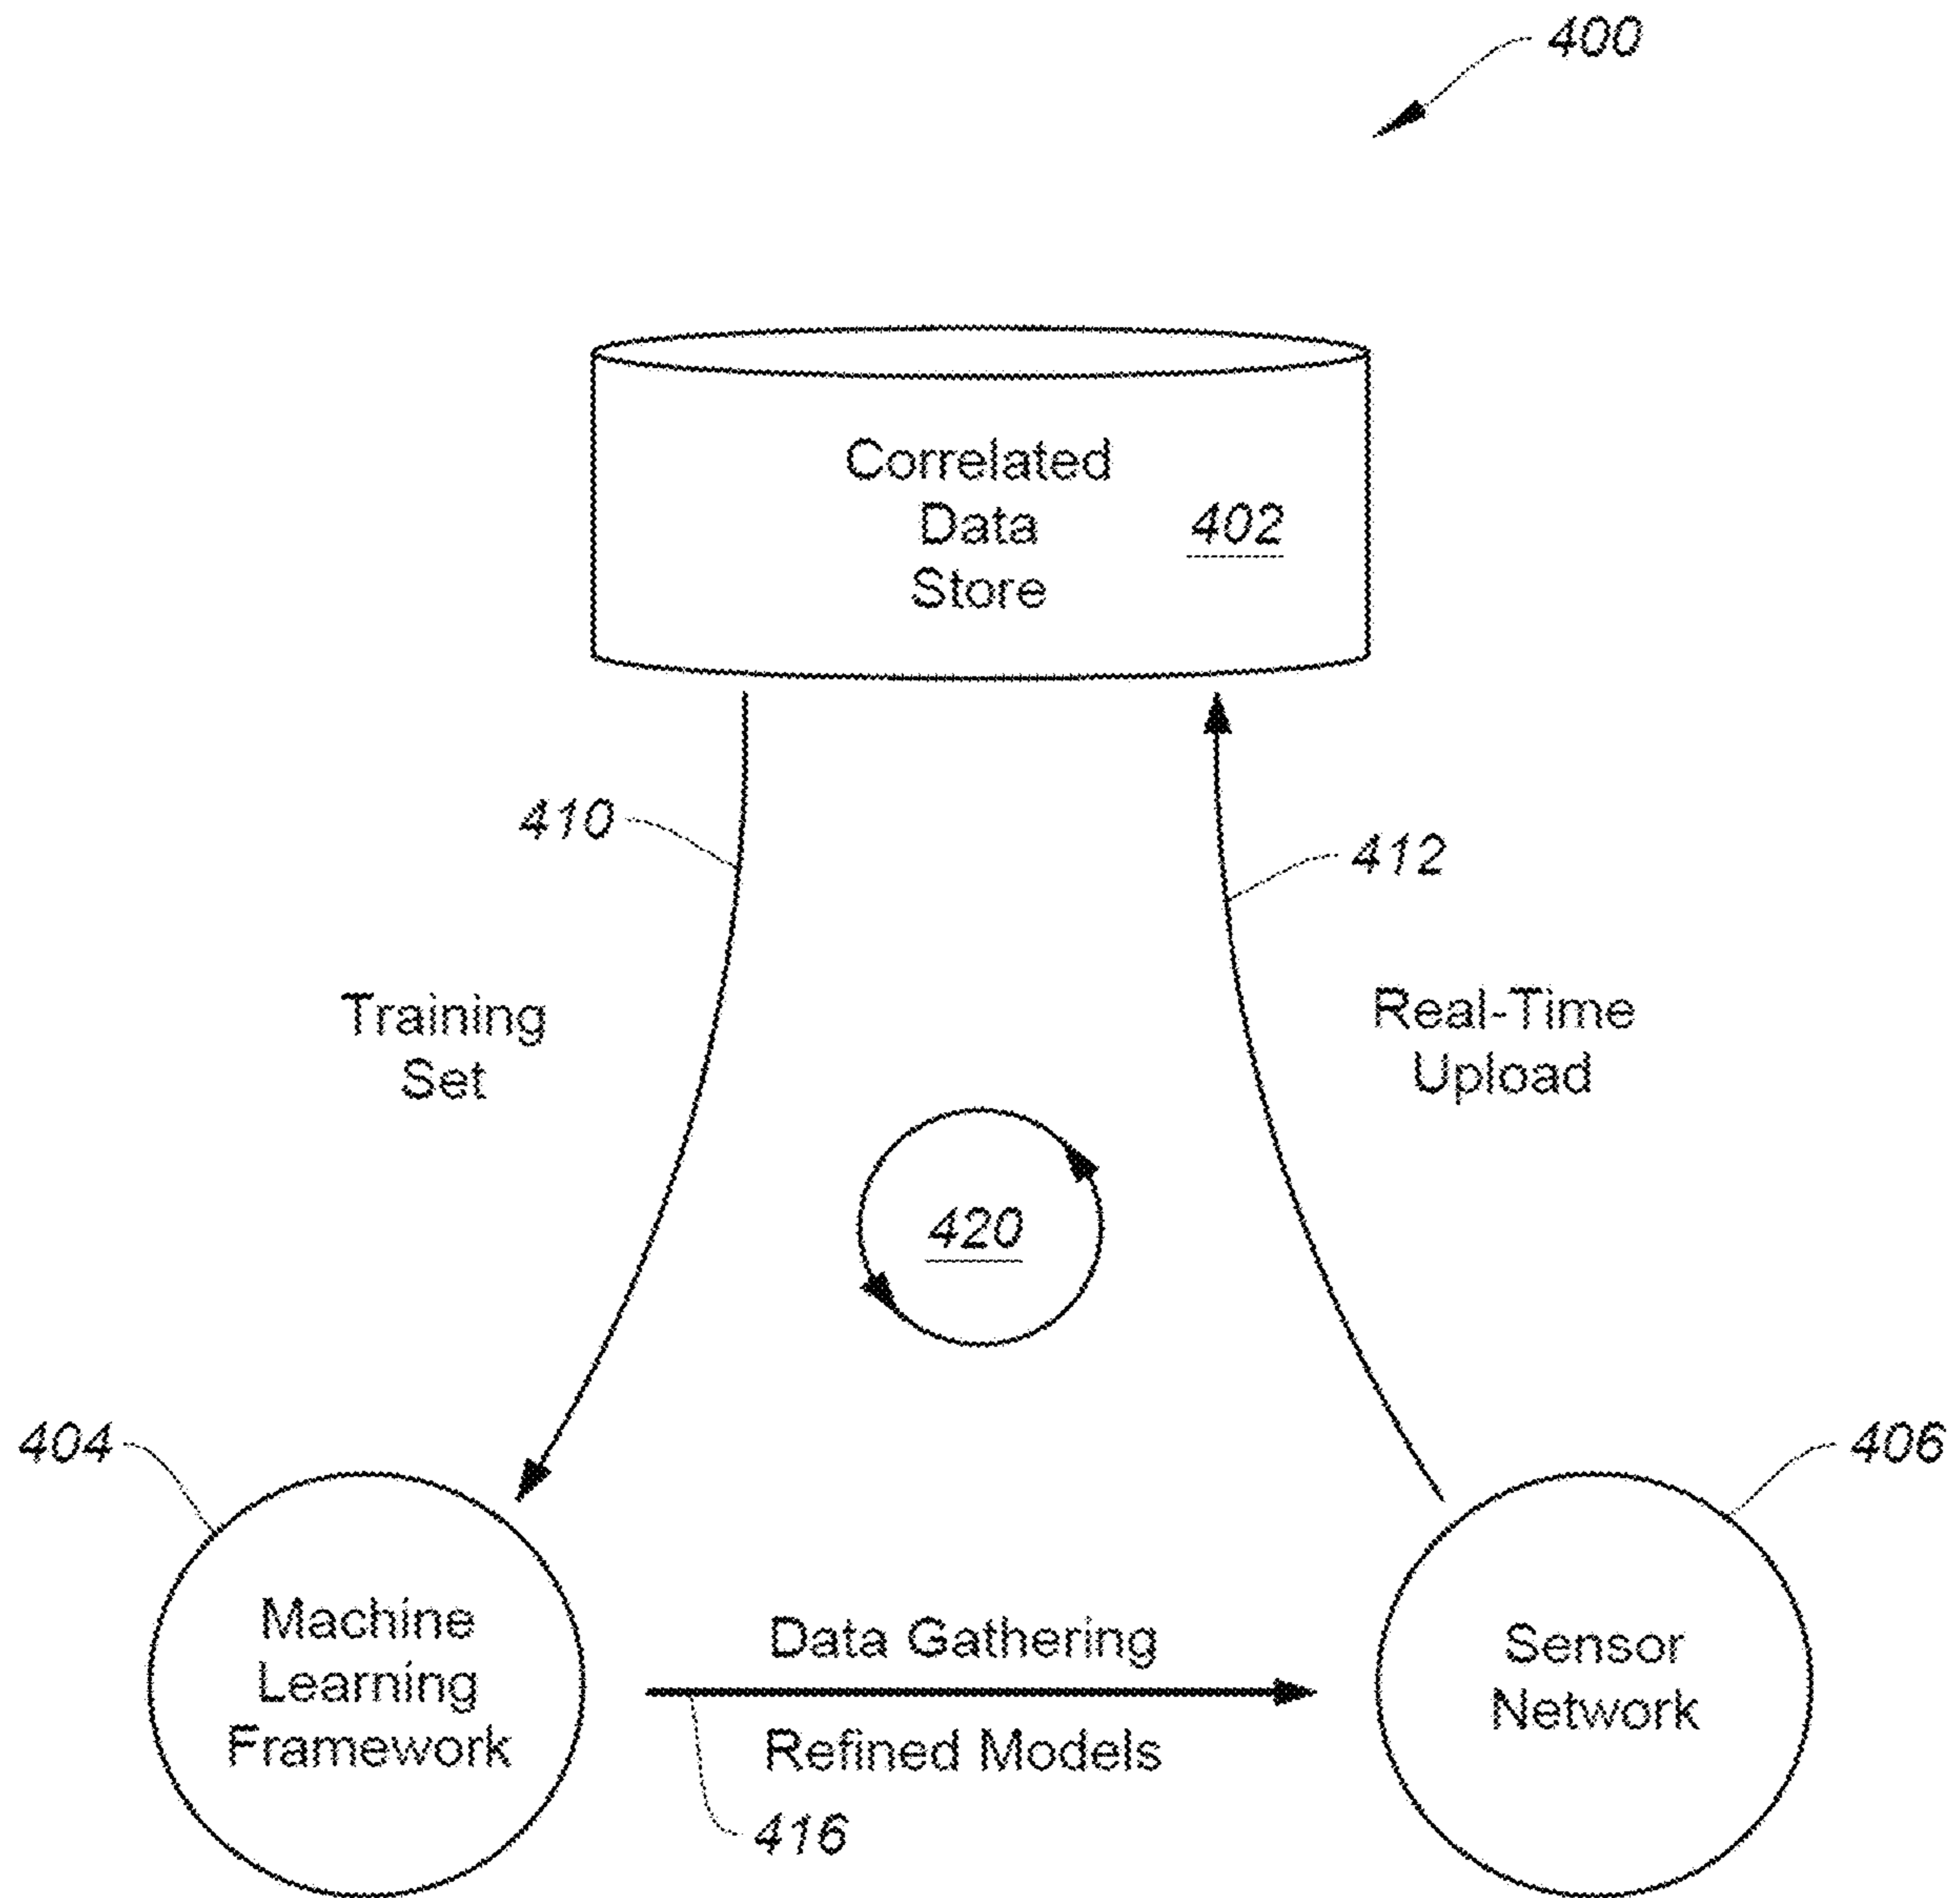 400
Correlated
Data
Store
402
410
412
Training
Set
Real-Time
Upload
420
404
406
Machine
Learning
Framework
Data Gathering
Refined Models
416
Sensor
Network